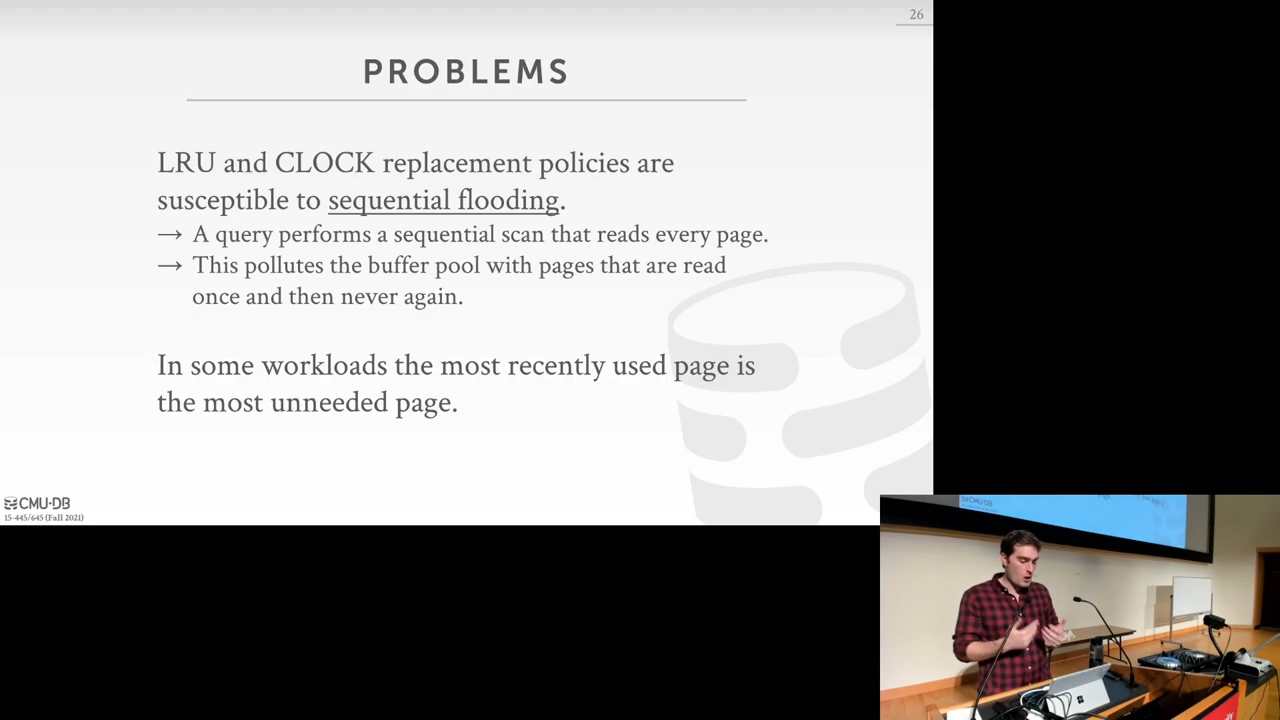 26
PROBLEMS
LRU and CLOCK replacement policies are
susceptible to sequential flooding.
→ A query performs a sequential scan that reads every page.
→ This pollutes the buffer pool with pages that are read
once and then never again.
In some workloads the most recently used page is
the most unneeded page.
CMU·DB
15-445/645 (Fall 2021)